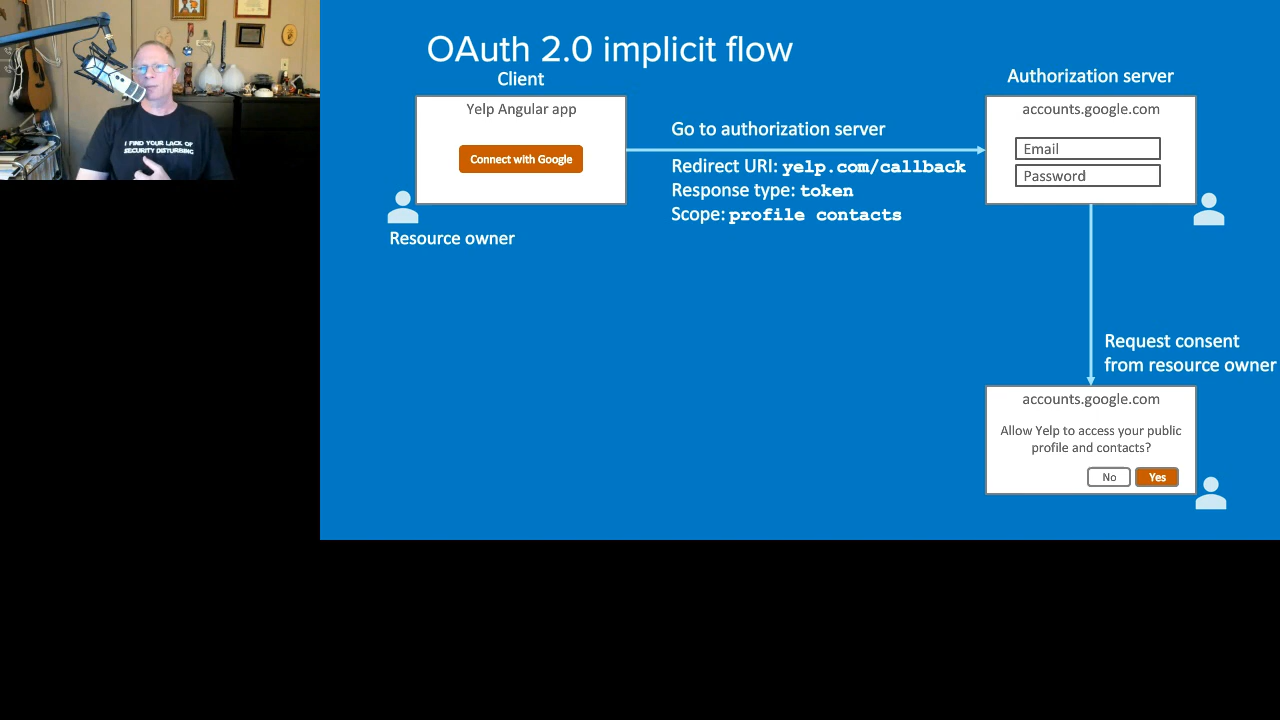 I FIND YOUR LACK OF
SECURITY DISTURBING
OAuth 2.0 implicit flow
Client
Yelp Angular app
Connect with Google
Resource owner
Go to authorization server
Redirect URI: yelp.com/callback
Response type: token
Scope: profile contacts
Authorization server
accounts.google.com
Email
Password
Request consent
from resource owner
accounts.google.com
Allow Yelp to access your public
profile and contacts?
No
Yes